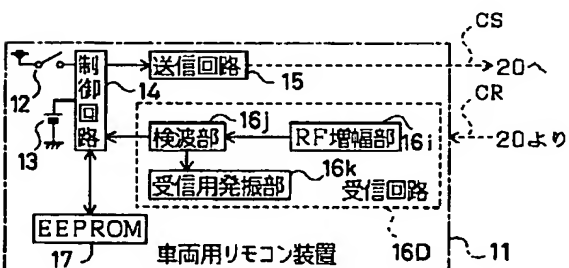 CS
12
制御回路
14
送信回路
15
20へ
CR
13
16j
検波部
RF増幅部
16i
20より
16k
受信用発振部
受信回路
EEPROM
17
車両用リモコン装置
16D
11